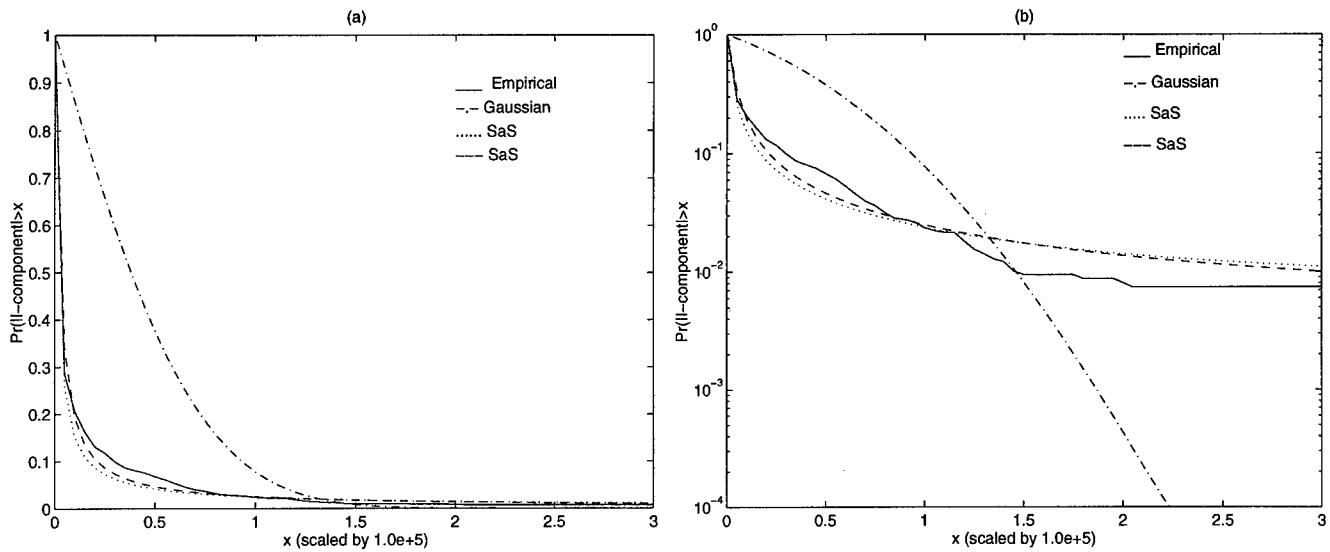 (a)
1
0.9
0.8
0.7
0.6
0.5
0.4
0.3
0.2
0.1
0
Pr(|I-component|>x
0 0.5 1 1.5 2 2.5 3
x (scaled by 1.0e+5)
Empirical
Gaussian
SaS
SaS
(b)
10^0
10^-1
10^-2
10^-3
10^-4
Pr(|I-component|>x
0 0.5 1 1.5 2 2.5 3
x (scaled by 1.0e+5)
Empirical
Gaussian
SaS
SaS